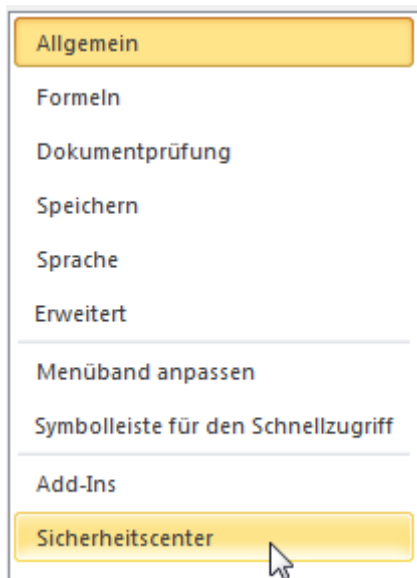 Allgemein
Formeln
Dokumentprüfung
Speichern
Sprache
Erweitert
Menüband anpassen
Symbolleiste für den Schnellzugriff
Add-Ins
Sicherheitscenter